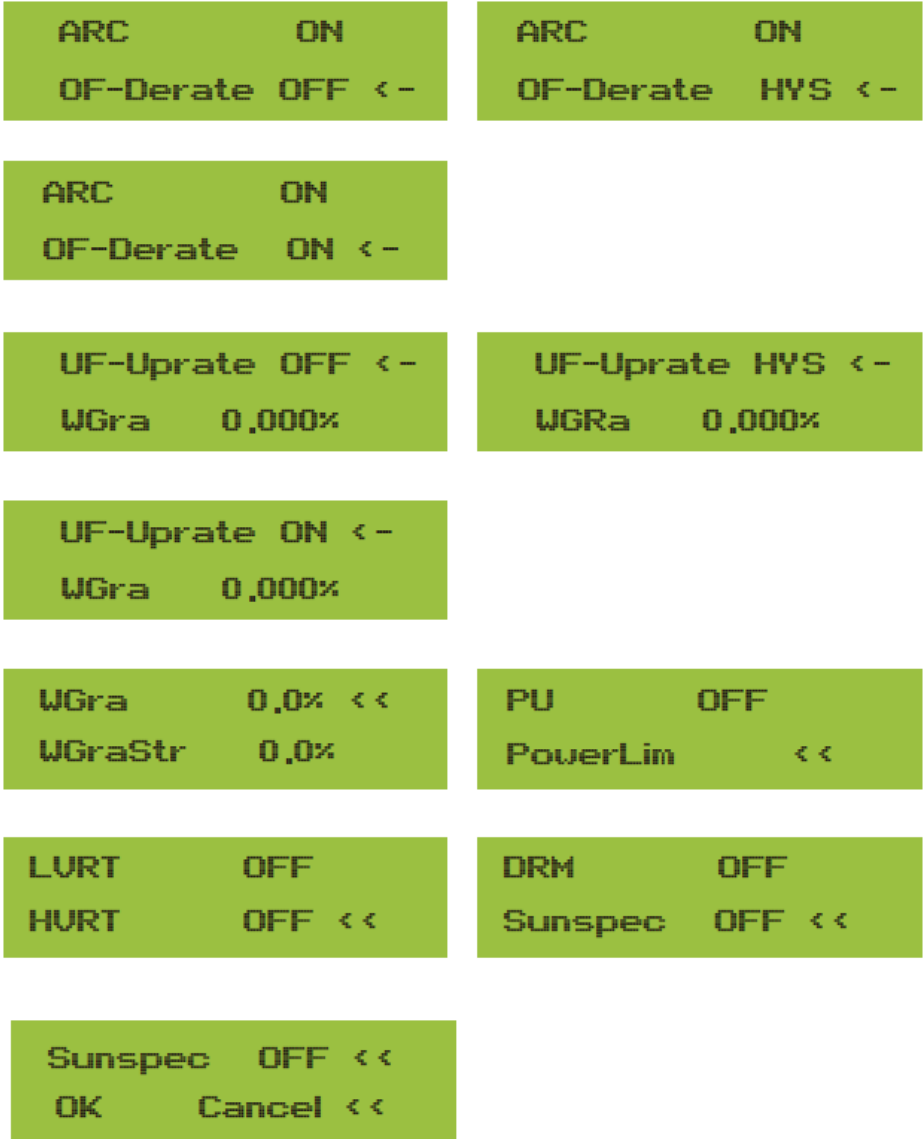 ARC ON
OF-Derate OFF <-
ARC ON
OF-Derate HYS <-
ARC ON
OF-Derate ON <-
UF-Uprate OFF <-
WGra 0.000%
UF-Uprate HYS <-
WGRa 0.000%
UF-Uprate ON <-
WGra 0.000%
WGra 0.0% <<
WGraStr 0.0%
PU OFF
PowerLim <<
LVRT OFF
HVRT OFF <<
DRM OFF
Sunspec OFF <<
Sunspec OFF <<
OK Cancel <<